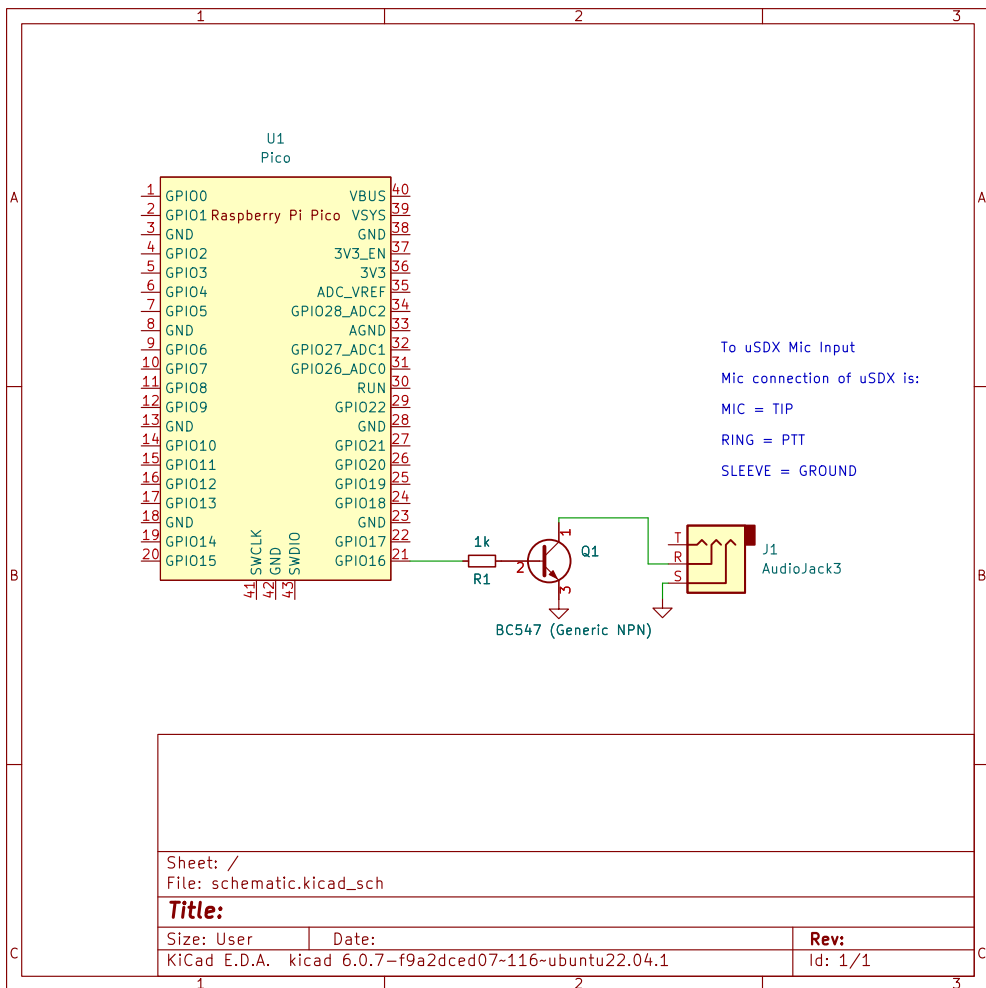 1 2 3
A A
B B
C C
1 2 3
U1
Pico
Raspberry Pi Pico
1 GPIO0
2 GPIO1
3 GND
4 GPIO2
5 GPIO3
6 GPIO4
7 GPIO5
8 GND
9 GPIO6
10 GPIO7
11 GPIO8
12 GPIO9
13 GND
14 GPIO10
15 GPIO11
16 GPIO12
17 GPIO13
18 GND
19 GPIO14
20 GPIO15
VBUS 40
VSYS 39
GND 38
3V3_EN 37
3V3 36
ADC_VREF 35
GPIO28_ADC2 34
AGND 33
GPIO27_ADC1 32
GPIO26_ADC0 31
RUN 30
GPIO22 29
GND 28
GPIO21 27
GPIO20 26
GPIO19 25
GPIO18 24
GND 23
GPIO17 22
GPIO16 21
SWCLK 41
GND 42
SWDIO 43
1k
R1
1
2
3
Q1
BC547 (Generic NPN)
T
R
S
J1
AudioJack3
To uSDX Mic Input
Mic connection of uSDX is:
MIC = TIP
RING = PTT
SLEEVE = GROUND
Sheet: /
File: schematic.kicad_sch
Title:
Size: User Date: Rev:
KiCad E.D.A. kicad 6.0.7-f9a2dced07~116~ubuntu22.04.1 Id: 1/1